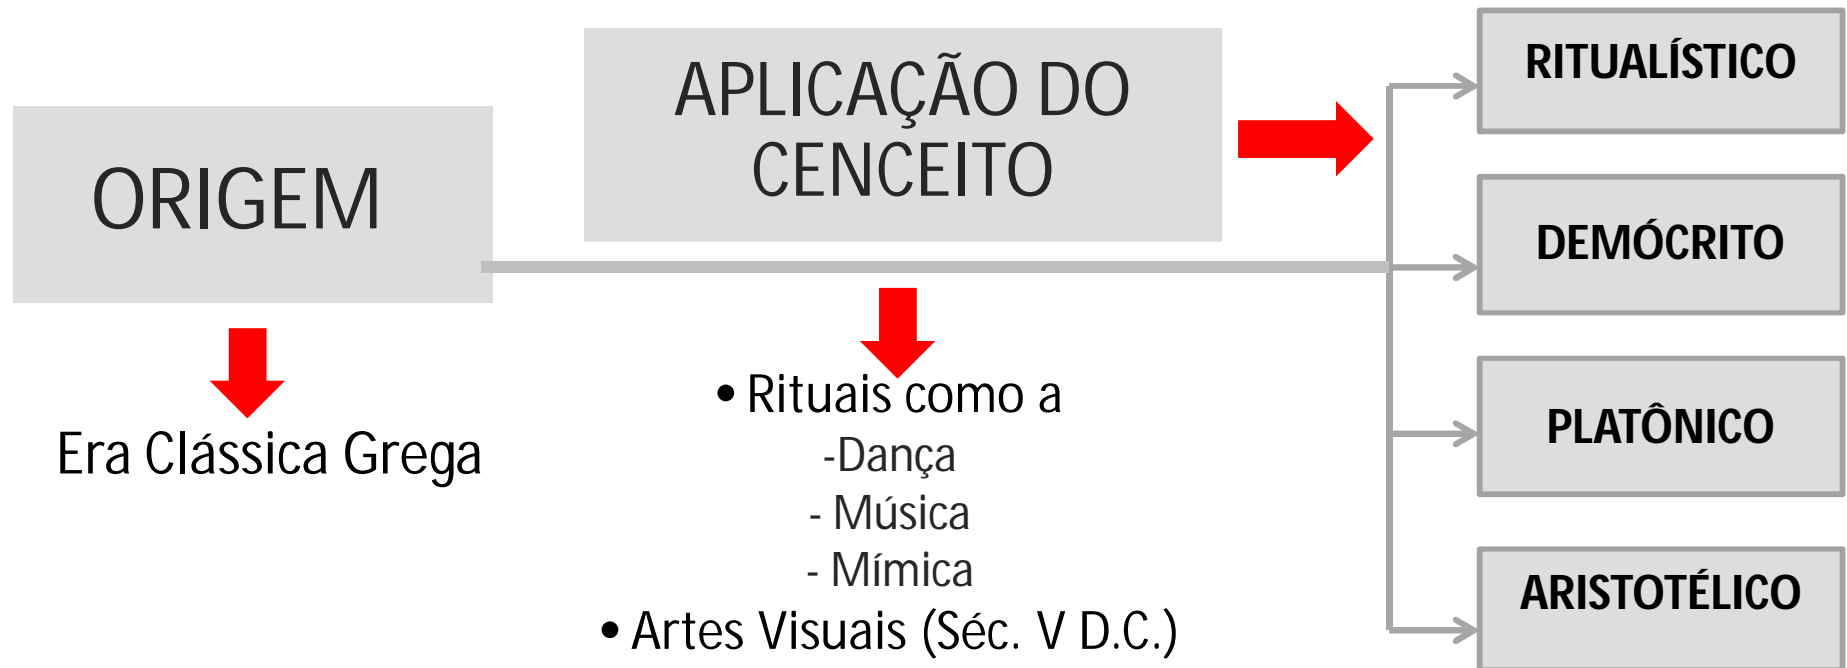 ORIGEM
Era Clássica Grega
APLICAÇÃO DO
CENCEITO
• Rituais como a
-Dança
- Música
- Mímica
• Artes Visuais (Séc. V D.C.)
RITUALÍSTICO
DEMÓCRITO
PLATÔNICO
ARISTOTÉLICO